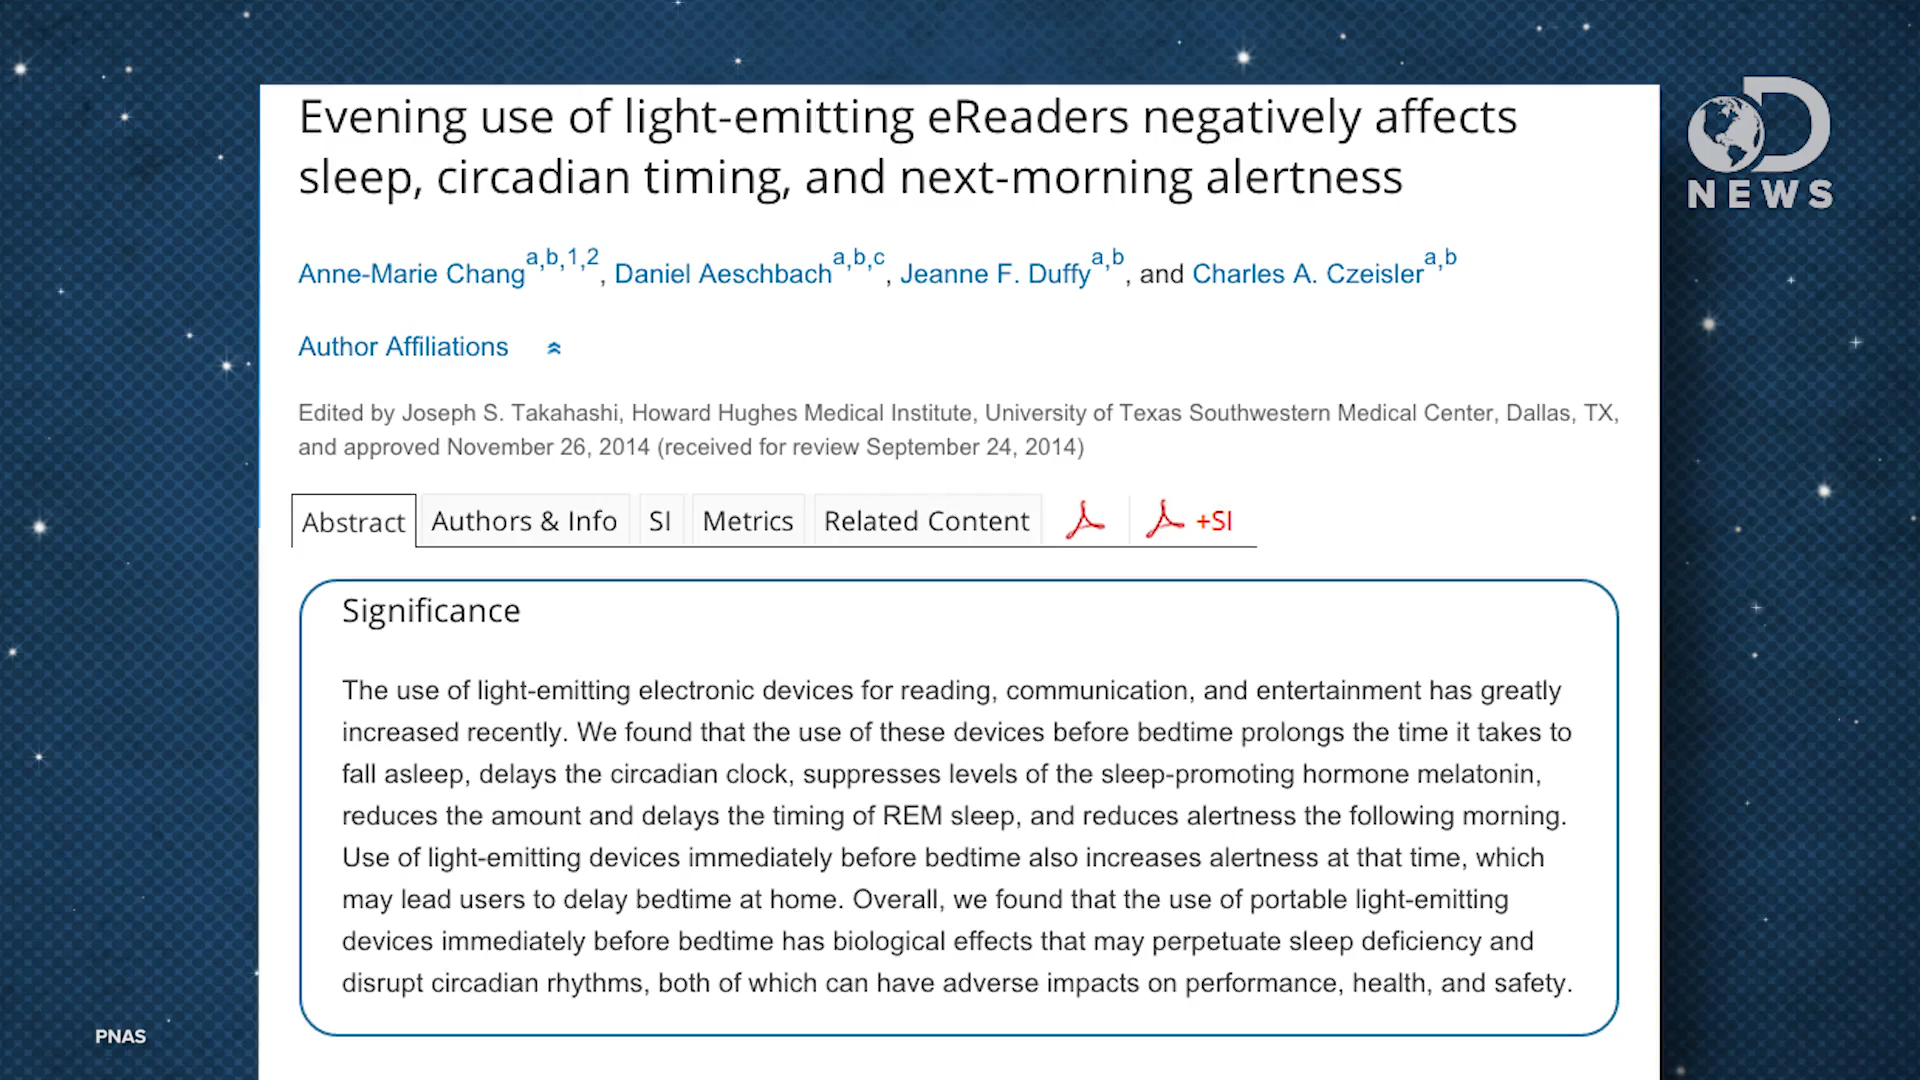 Evening use of light-emitting eReaders negatively affects
sleep, circadian timing, and next-morning alertness
D
NEWS
Anne-Marie Chang a,b,1,2, Daniel Aeschbach a,b,c, Jeanne F. Duffy a,b, and Charles A. Czeisler a,b
Author Affiliations
Edited by Joseph S. Takahashi, Howard Hughes Medical Institute, University of Texas Southwestern Medical Center, Dallas, TX,
and approved November 26, 2014 (received for review September 24, 2014)
Abstract Authors & Info SI Metrics Related Content +SI
Significance
The use of light-emitting electronic devices for reading, communication, and entertainment has greatly
increased recently. We found that the use of these devices before bedtime prolongs the time it takes to
fall asleep, delays the circadian clock, suppresses levels of the sleep-promoting hormone melatonin,
reduces the amount and delays the timing of REM sleep, and reduces alertness the following morning.
Use of light-emitting devices immediately before bedtime also increases alertness at that time, which
may lead users to delay bedtime at home. Overall, we found that the use of portable light-emitting
devices immediately before bedtime has biological effects that may perpetuate sleep deficiency and
disrupt circadian rhythms, both of which can have adverse impacts on performance, health, and safety.
PNAS